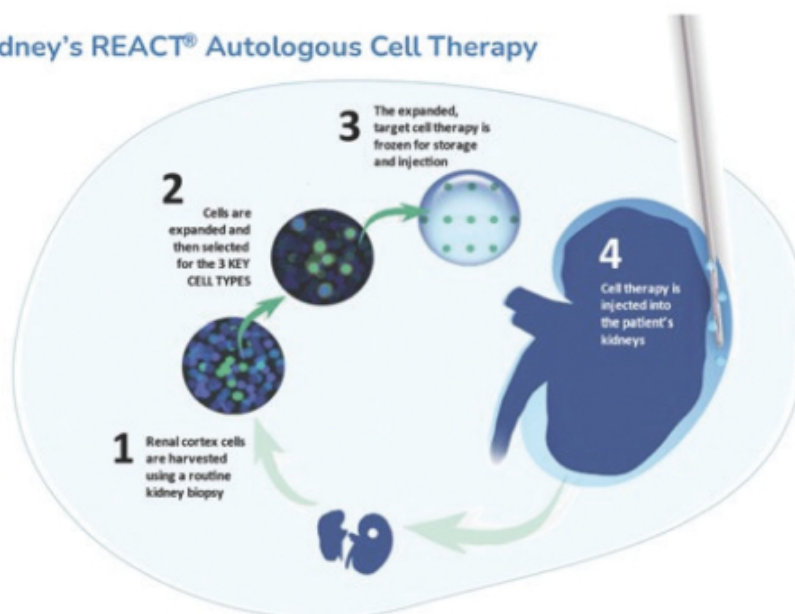 dney's REACT® Autologous Cell Therapy
3
The expanded,
target cell therapy is
frozen for storage
and injection
2
Cells are
expanded and
then selected
for the 3 KEY
CELL TYPES
4
Cell therapy is
injected into
the patient's
kidneys
1
Renal cortex cells
are harvested
using a routine
kidney biopsy